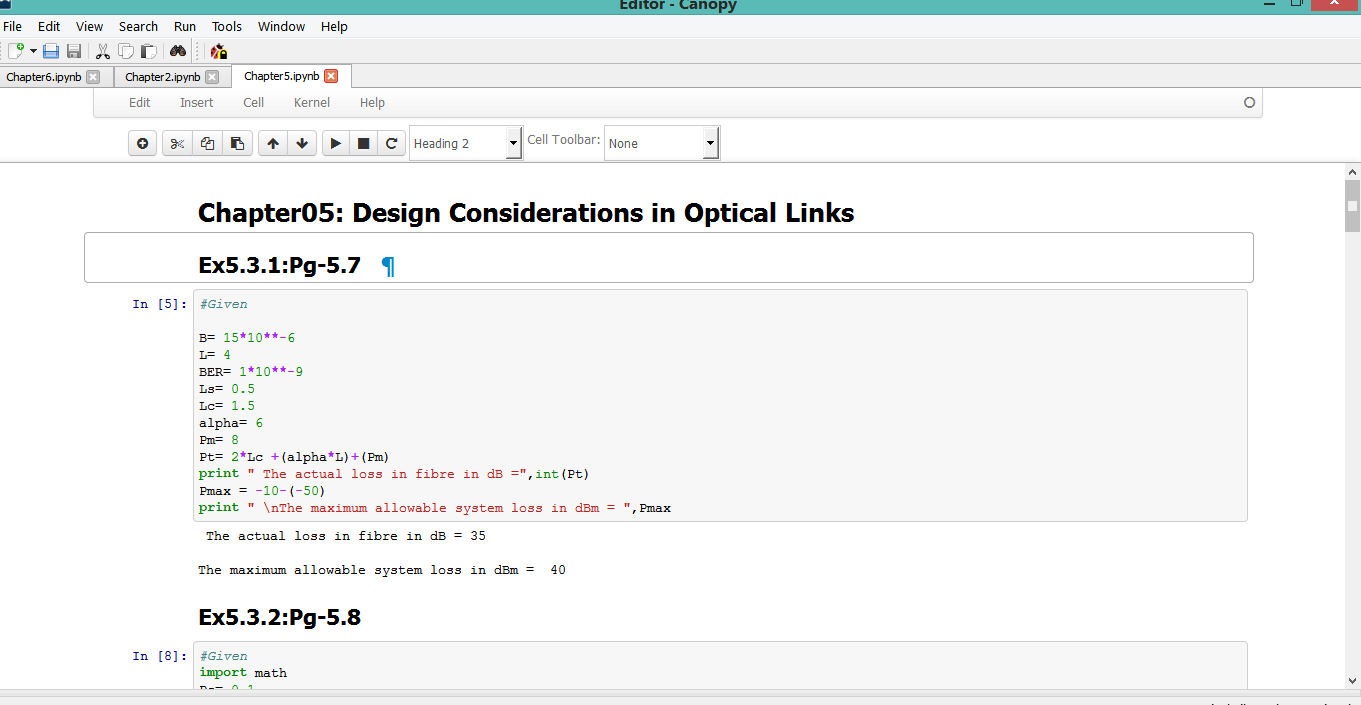 Editor - Canopy
File Edit View Search Run Tools Window Help
Chapter6.ipynb Chapter2.ipynb Chapter5.ipynb
Edit Insert Cell Kernel Help
Heading 2 Cell Toolbar: None
Chapter05: Design Considerations in Optical Links
Ex5.3.1:Pg-5.7 ¶
In [5]: #Given
B= 15*10**-6
L= 4
BER= 1*10**-9
Ls= 0.5
Lc= 1.5
alpha= 6
Pm= 8
Pt= 2*Lc +(alpha*L)+(Pm)
print " The actual loss in fibre in dB =",int(Pt)
Pmax = -10-(-50)
print " \nThe maximum allowable system loss in dBm = ",Pmax
The actual loss in fibre in dB = 35
The maximum allowable system loss in dBm = 40
Ex5.3.2:Pg-5.8
In [8]: #Given
import math